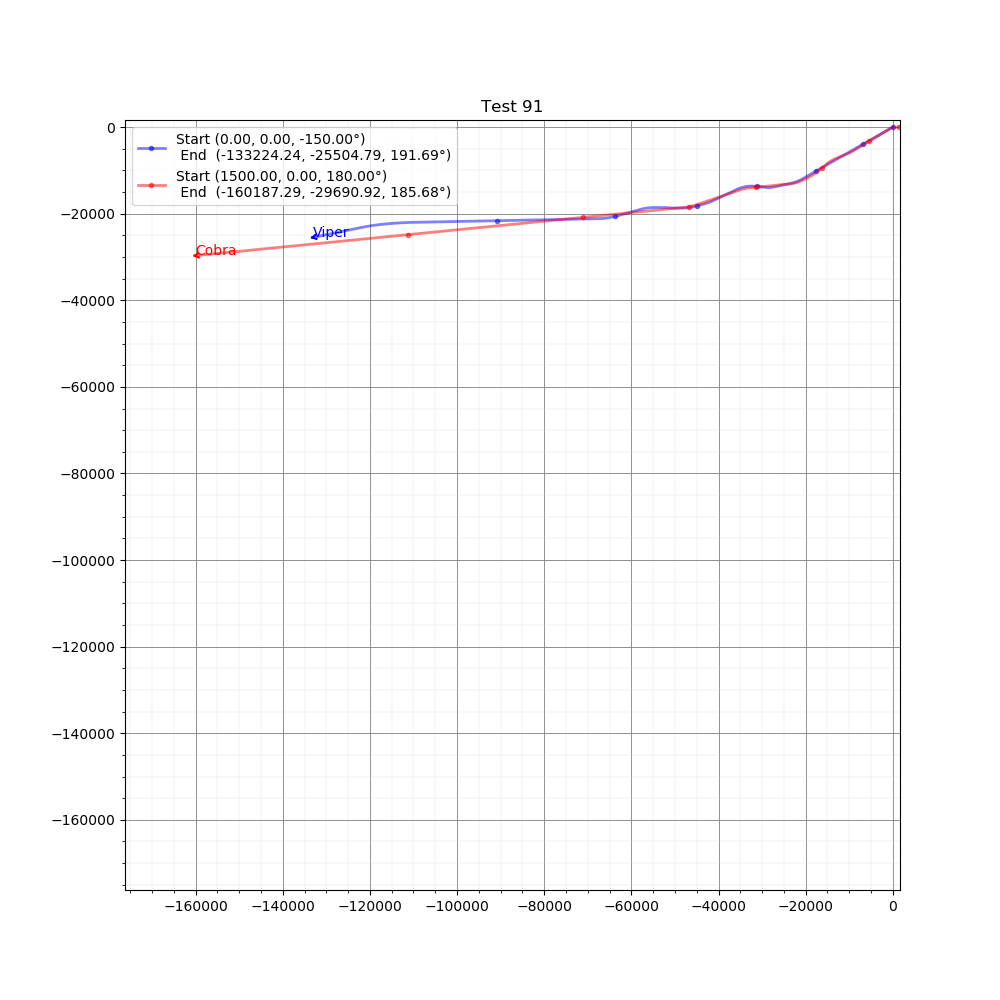 Test 91
Start (0.00, 0.00, -150.00°)
End (-133224.24, -25504.79, 191.69°)
Start (1500.00, 0.00, 180.00°)
End (-160187.29, -29690.92, 185.68°)
0
−20000
−40000
−60000
−80000
−100000
−120000
−140000
−160000
Viper
Cobra
−160000 −140000 −120000 −100000 −80000 −60000 −40000 −20000 0